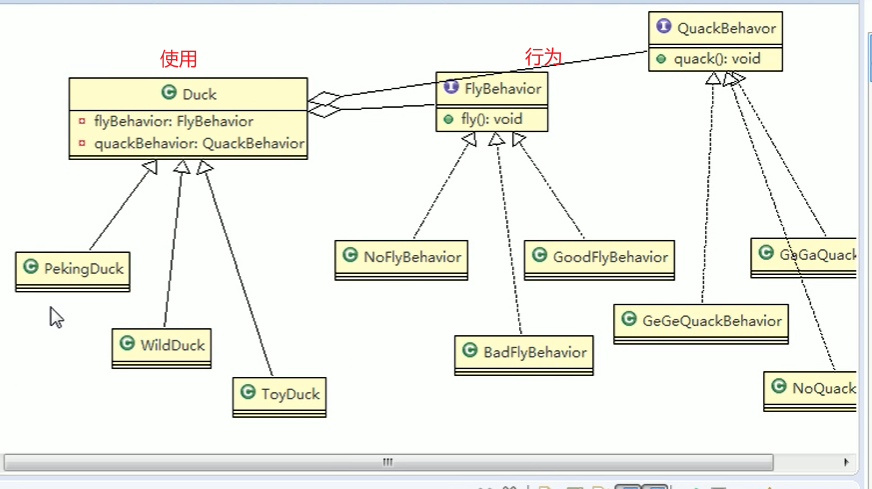 使用
行为
QuackBehavor
quack(): void
Duck
flyBehavior: FlyBehavior
quackBehavior: QuackBehavior
FlyBehavior
fly(): void
PekingDuck
WildDuck
ToyDuck
NoFlyBehavior
GoodFlyBehavior
BadFlyBehavior
GaGaQuack
GeGeQuackBehavior
NoQuack